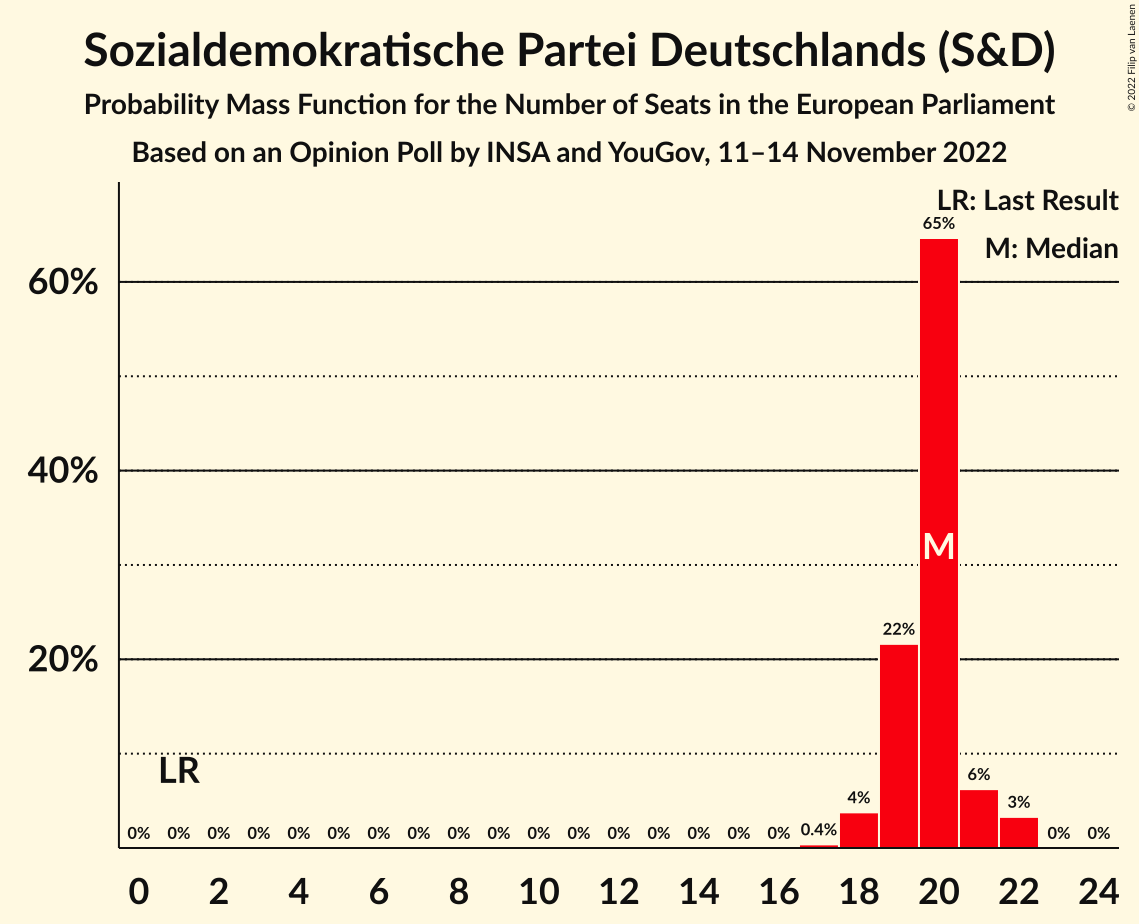 Sozialdemokratische Partei Deutschlands (S&D)
Probability Mass Function for the Number of Seats in the European Parliament
Based on an Opinion Poll by INSA and YouGov, 11–14 November 2022
© 2022 Filip van Laenen
LR: Last Result
M: Median
60%
40%
20%
LR
M
0% 0% 0% 0% 0% 0% 0% 0% 0% 0% 0% 0% 0% 0% 0% 0% 0% 0.4% 4% 22% 65% 6% 3% 0% 0%
0 2 4 6 8 10 12 14 16 18 20 22 24